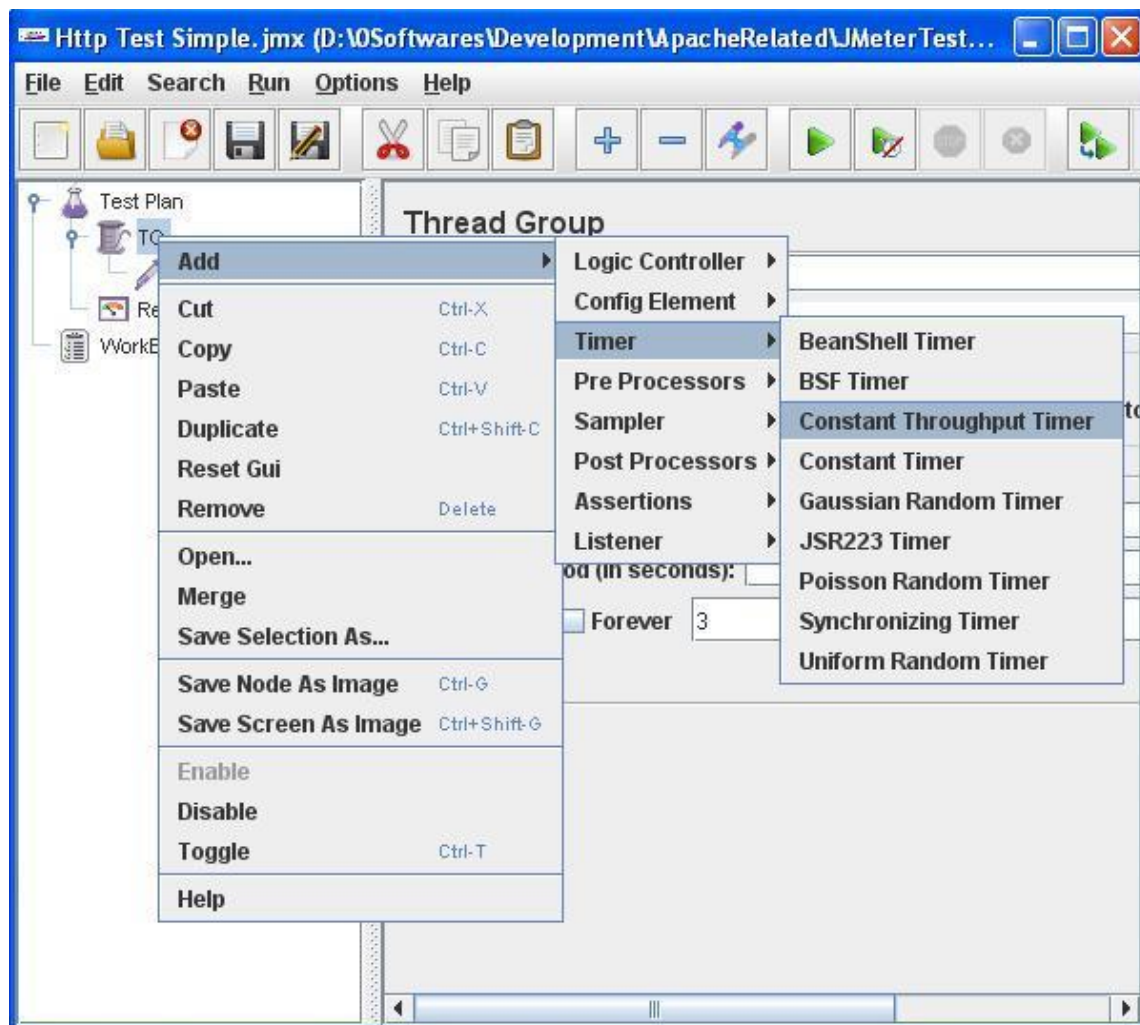 Http Test Simple.jmx (D:\0Softwares\Development\ApacheRelated\JMeterTest...
File Edit Search Run Options Help
Test Plan
TG
Thread Group
Add
Cut Ctrl-X
Copy Ctrl-C
Paste Ctrl-V
Duplicate Ctrl+Shift-C
Reset Gui
Remove Delete
Open...
Merge
Save Selection As...
Save Node As Image Ctrl-G
Save Screen As Image Ctrl+Shift-G
Enable
Disable
Toggle Ctrl-T
Help
Logic Controller
Config Element
Timer
Pre Processors
Sampler
Post Processors
Assertions
Listener
BeanShell Timer
BSF Timer
Constant Throughput Timer
Constant Timer
Gaussian Random Timer
JSR223 Timer
Poisson Random Timer
Synchronizing Timer
Uniform Random Timer
(in seconds):
Forever 3